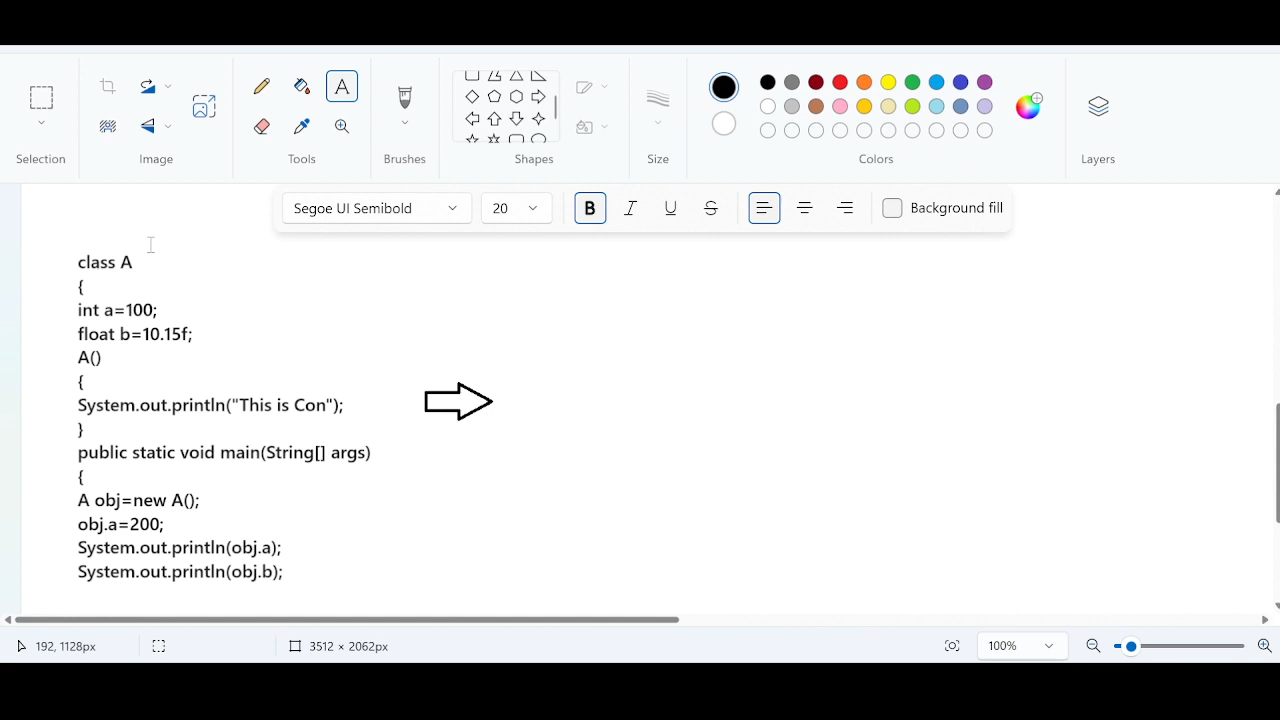 Selection
Image
Tools
Brushes
Shapes
Size
Colors
Layers
Segoe UI Semibold
20
B
I
U
S
Background fill
class A
{
int a=100;
float b=10.15f;
A()
{
System.out.println("This is Con");
}
public static void main(String[] args)
{
A obj=new A();
obj.a=200;
System.out.println(obj.a);
System.out.println(obj.b);
192, 1128px
3512 × 2062px
100%